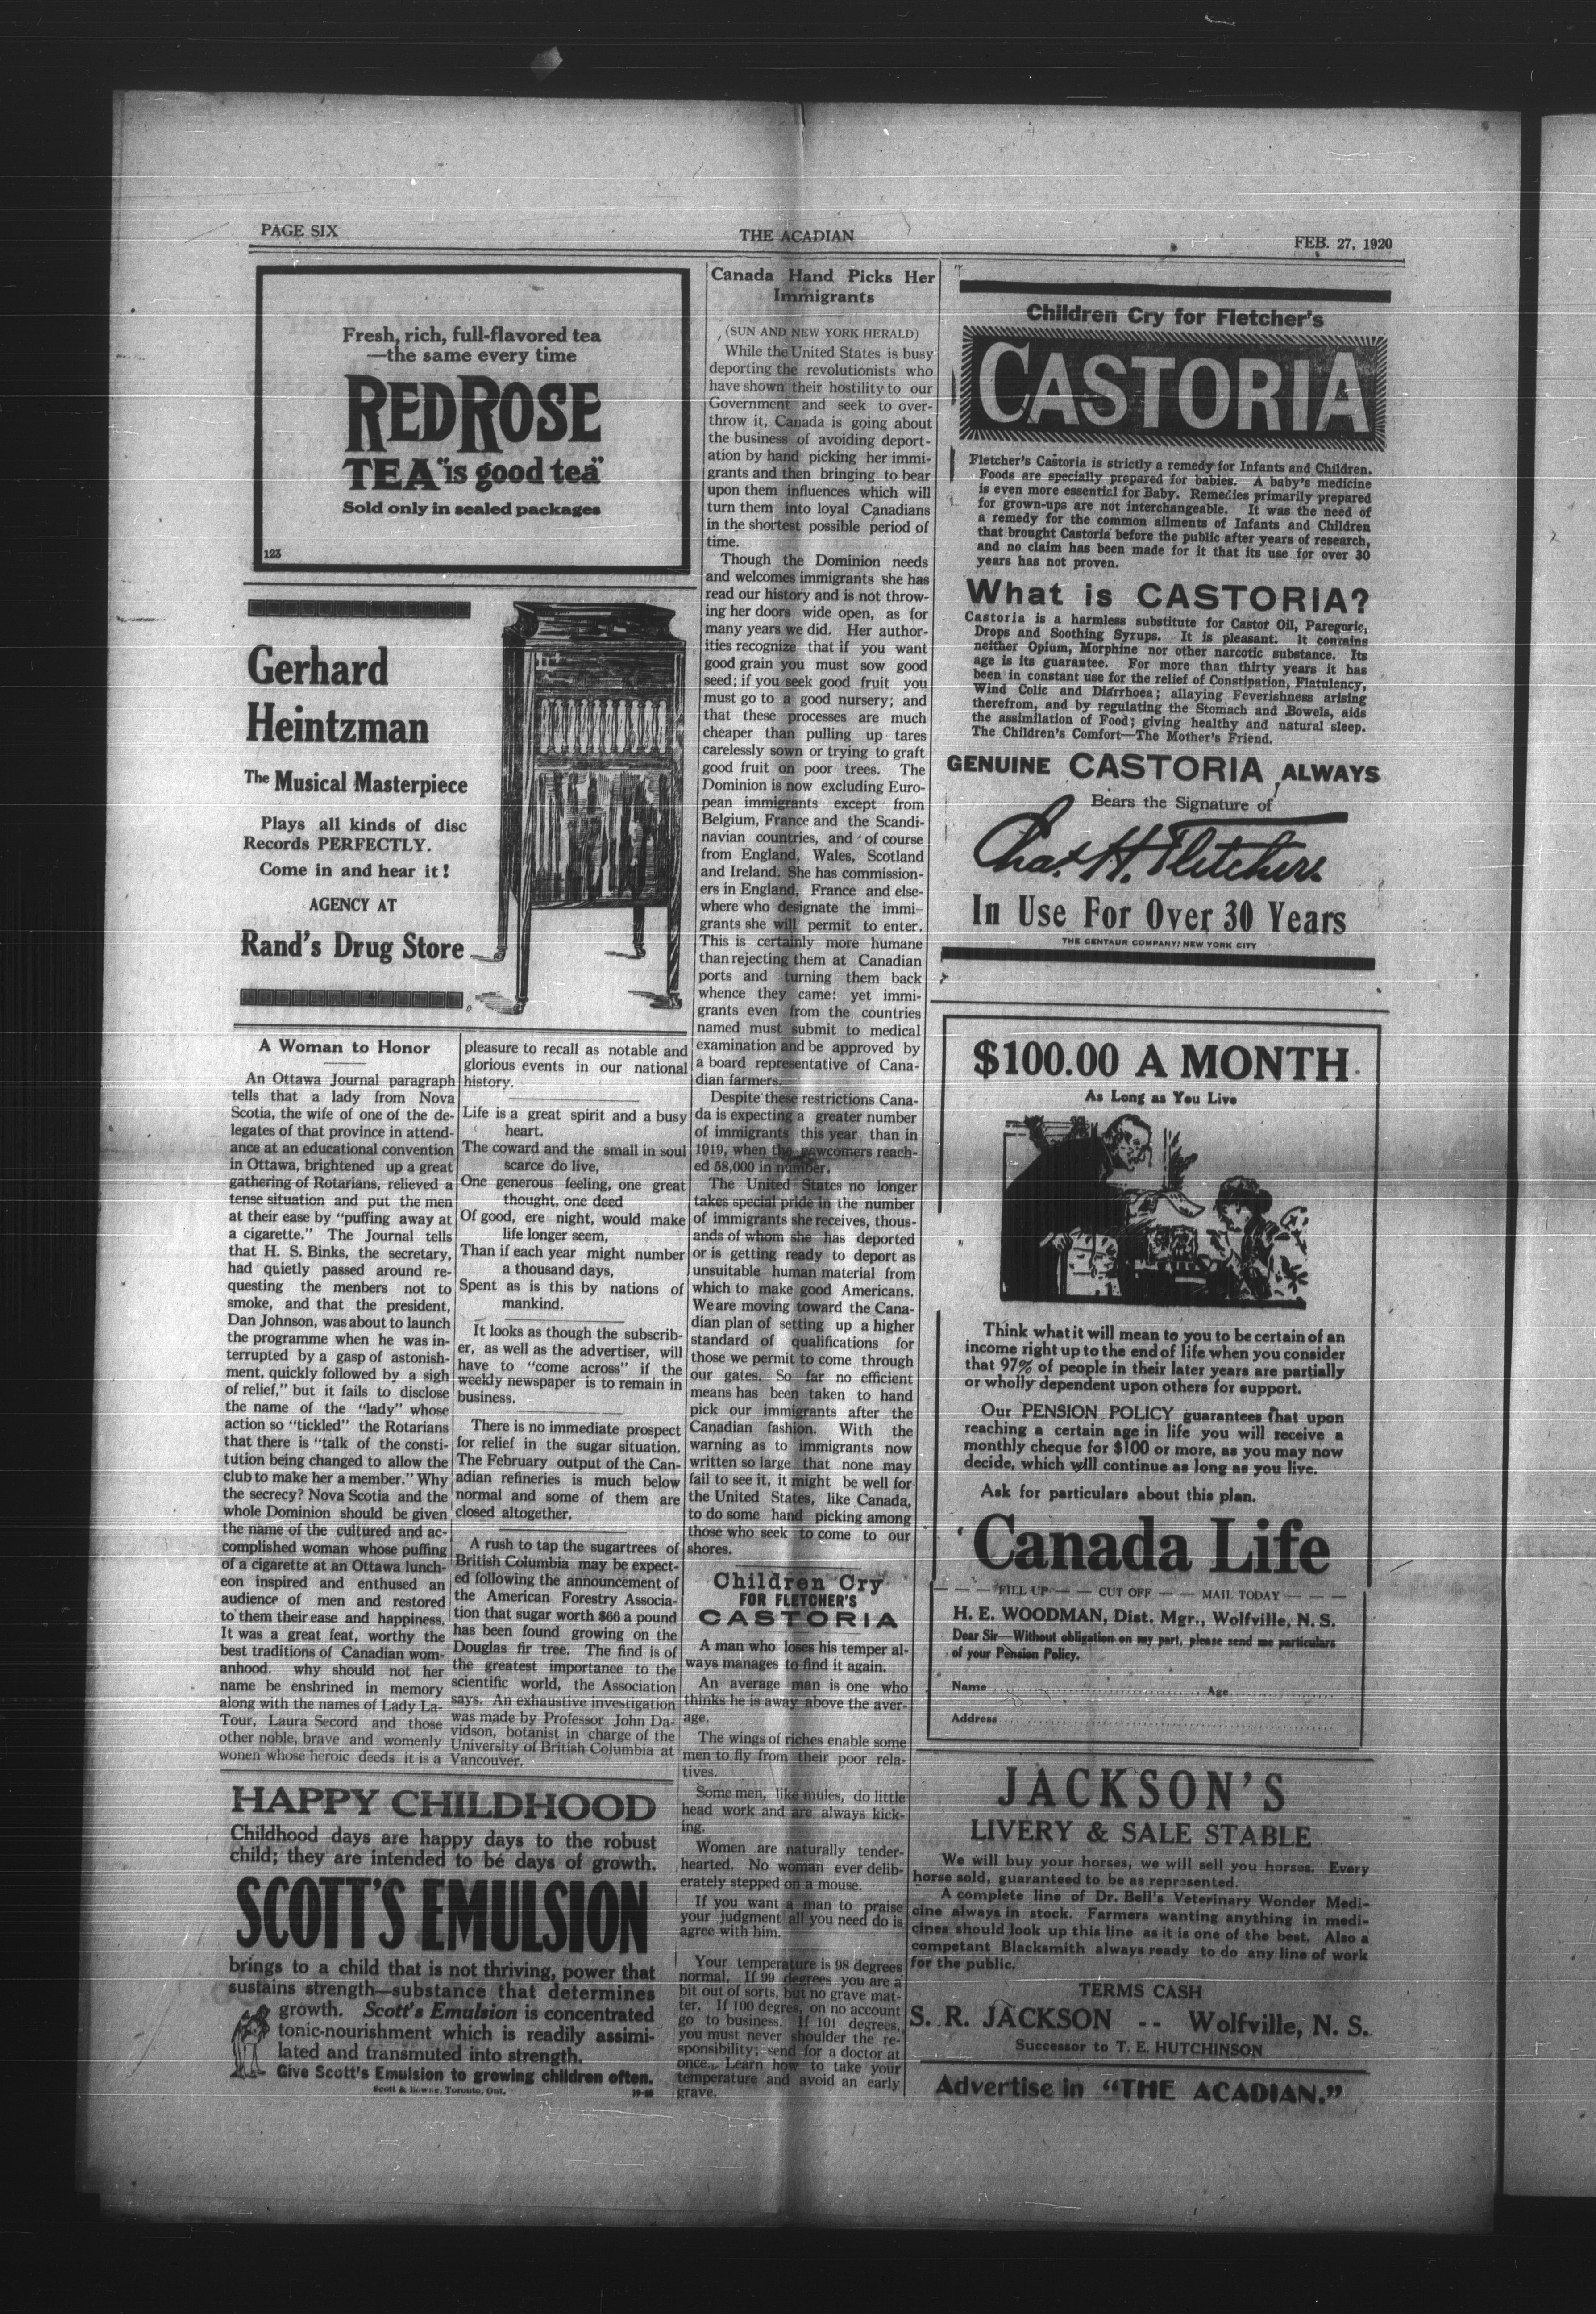 PAGE SIX
THE ACADIAN
FEB. 27, 1920
Fresh, rich, full-flavored tea
—the same every time
RED ROSE
TEA "is good tea"
Sold only in sealed packages
123
Gerhard
Heintzman
The Musical Masterpiece
Plays all kinds of disc
Records PERFECTLY.
Come in and hear it!
AGENCY AT
Rand's Drug Store
A Woman to Honor
An Ottawa Journal paragraph
tells that a lady from Nova
Scotia, the wife of one of the de-
legates of that province in attend-
ance at an educational convention
in Ottawa, brightened up a great
gathering of Rotarians, relieved a
tense situation and put the men
at their ease by "puffing away at
a cigarette." The Journal tells
that H. S. Binks, the secretary,
had quietly passed around re-
questing the menbers not to
smoke, and that the president,
Dan Johnson, was about to launch
the programme when he was in-
terrupted by a gasp of astonish-
ment, quickly followed by a sigh
of relief," but it fails to disclose
the name of the "lady" whose
action so "tickled" the Rotarians
that there is "talk of the consti-
tution being changed to allow the
club to make her a member." Why
the secrecy? Nova Scotia and the
whole Dominion should be given
the name of the cultured and ac-
complished woman whose puffing
of a cigarette at an Ottawa lunch-
eon inspired and enthused an
audience of men and restored
to them their ease and happiness.
It was a great feat, worthy the
best traditions of Canadian wom-
anhood. why should not her
name be enshrined in memory
along with the names of Lady La-
Tour, Laura Secord and those
other noble, brave and womenly
wonen whose heroic deeds it is a
pleasure to recall as notable and
glorious events in our national
history.
Life is a great spirit and a busy
heart.
The coward and the small in soul
scarce do live,
One generous feeling, one great
thought, one deed
Of good, ere night, would make
life longer seem,
Than if each year might number
a thousand days,
Spent as is this by nations of
mankind.
It looks as though the subscrib-
er, as well as the advertiser, will
have to "come across" if the
weekly newspaper is to remain in
business.
There is no immediate prospect
for relief in the sugar situation.
The February output of the Can-
adian refineries is much below
normal and some of them are
closed altogether.
A rush to tap the sugartrees of
British Columbia may be expect-
ed following the announcement of
the American Forestry Associa-
tion that sugar worth $66 a pound
has been found growing on the
Douglas fir tree. The find is of
the greatest importance to the
scientific world, the Association
says. An exhaustive investigation
was made by Professor John Da-
vidson, botanist in charge of the
University of British Columbia at
Vancouver.
HAPPY CHILDHOOD
Childhood days are happy days to the robust
child; they are intended to be days of growth.
SCOTT'S EMULSION
brings to a child that is not thriving, power that
sustains strength—substance that determines
growth. Scott's Emulsion is concentrated
tonic-nourishment which is readily assimi-
lated and transmuted into strength.
Give Scott's Emulsion to growing children often.
Scott & Bowne, Toronto, Ont.
Canada Hand Picks Her
Immigrants
(SUN AND NEW YORK HERALD)
While the United States is busy
deporting the revolutionists who
have shown their hostility to our
Government and seek to over-
throw it, Canada is going about
the business of avoiding deport-
ation by hand picking her immi-
grants and then bringing to bear
upon them influences which will
turn them into loyal Canadians
in the shortest possible period of
time.
Though the Dominion needs
and welcomes immigrants she has
read our history and is not throw-
ing her doors wide open, as for
many years we did. Her author-
ities recognize that if you want
good grain you must sow good
seed; if you seek good fruit you
must go to a good nursery; and
that these processes are much
cheaper than pulling up tares
carelessly sown or trying to graft
good fruit on poor trees. The
Dominion is now excluding Euro-
pean immigrants except from
Belgium, France and the Scandi-
navian countries, and of course
from England, Wales, Scotland
and Ireland. She has commission-
ers in England, France and else-
where who designate the immi-
grants she will permit to enter.
This is certainly more humane
than rejecting them at Canadian
ports and turning them back
whence they came: yet immi-
grants even from the countries
named must submit to medical
examination and be approved by
a board representative of Cana-
dian farmers.
Despite these restrictions Cana-
da is expecting a greater number
of immigrants this year than in
1919, when the newcomers reach-
ed 58,000 in number.
The United States no longer
takes special pride in the number
of immigrants she receives, thous-
ands of whom she has deported
or is getting ready to deport as
unsuitable human material from
which to make good Americans.
We are moving toward the Cana-
dian plan of setting up a higher
standard of qualifications for
those we permit to come through
our gates. So far no efficient
means has been taken to hand
pick our immigrants after the
Canadian fashion. With the
warning as to immigrants now
written so large that none may
fail to see it, it might be well for
the United States, like Canada,
to do some hand picking among
those who seek to come to our
shores.
Children Cry
FOR FLETCHER'S
CASTORIA
A man who loses his temper al-
ways manages to find it again.
An average man is one who
thinks he is away above the aver-
age.
The wings of riches enable some
men to fly from their poor rela-
tives.
Some men, like mules, do little
head work and are always kick-
ing.
Women are naturally tender-
hearted. No woman ever delib-
erately stepped on a mouse.
If you want a man to praise
your judgment all you need do is
agree with him.
Your temperature is 98 degrees
normal. If 99 degrees you are a
bit out of sorts, but no grave mat-
ter. If 100 degres, on no account
go to business. If 101 degrees,
you must never shoulder the re-
sponsibility; send for a doctor at
once. Learn how to take your
temperature and avoid an early
grave.
Children Cry for Fletcher's
CASTORIA
Fletcher's Castoria is strictly a remedy for Infants and Children.
Foods are specially prepared for babies. A baby's medicine
is even more essential for Baby. Remedies primarily prepared
for grown-ups are not interchangeable. It was the need of
a remedy for the common ailments of Infants and Children
that brought Castoria before the public after years of research,
and no claim has been made for it that its use for over 30
years has not proven.
What is CASTORIA?
Castoria is a harmless substitute for Castor Oil, Paregoric,
Drops and Soothing Syrups. It is pleasant. It contains
neither Opium, Morphine nor other narcotic substance. Its
age is its guarantee. For more than thirty years it has
been in constant use for the relief of Constipation, Flatulency,
Wind Colic and Diarrhoea; allaying Feverishness arising
therefrom, and by regulating the Stomach and Bowels, aids
the assimilation of Food; giving healthy and natural sleep.
The Children's Comfort—The Mother's Friend.
GENUINE CASTORIA ALWAYS
Bears the Signature of
Chas. H. Fletcher.
In Use For Over 30 Years
THE CENTAUR COMPANY, NEW YORK CITY
$100.00 A MONTH
As Long as You Live
Think what it will mean to you to be certain of an
income right up to the end of life when you consider
that 97% of people in their later years are partially
or wholly dependent upon others for support.
Our PENSION POLICY guarantees that upon
reaching a certain age in life you will receive a
monthly cheque for $100 or more, as you may now
decide, which will continue as long as you live.
Ask for particulars about this plan.
Canada Life
FILL UP — — CUT OFF — — MAIL TODAY
H. E. WOODMAN, Dist. Mgr., Wolfville, N. S.
Dear Sir—Without obligation on my part, please send me particulars
of your Pension Policy.
Name Age
Address
JACKSON'S
LIVERY & SALE STABLE
We will buy your horses, we will sell you horses. Every
horse sold, guaranteed to be as represented.
A complete line of Dr. Bell's Veterinary Wonder Medi-
cine always in stock. Farmers wanting anything in medi-
cines should look up this line as it is one of the best. Also a
competant Blacksmith always ready to do any line of work
for the public.
TERMS CASH
S. R. JACKSON -- Wolfville, N. S.
Successor to T. E. HUTCHINSON
Advertise in "THE ACADIAN."